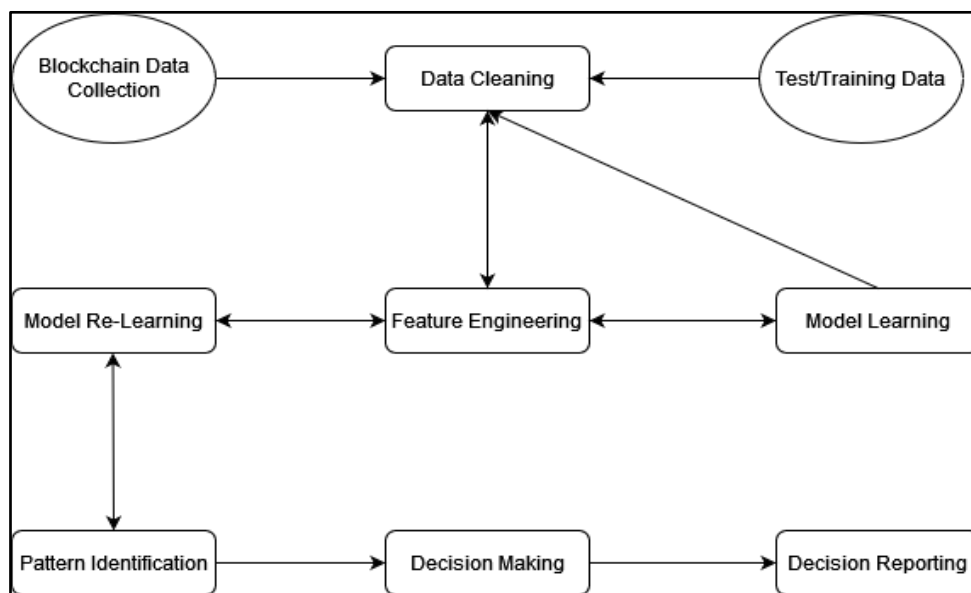 Blockchain Data
Collection
Data Cleaning
Test/Training Data
Model Re-Learning
Feature Engineering
Model Learning
Pattern Identification
Decision Making
Decision Reporting